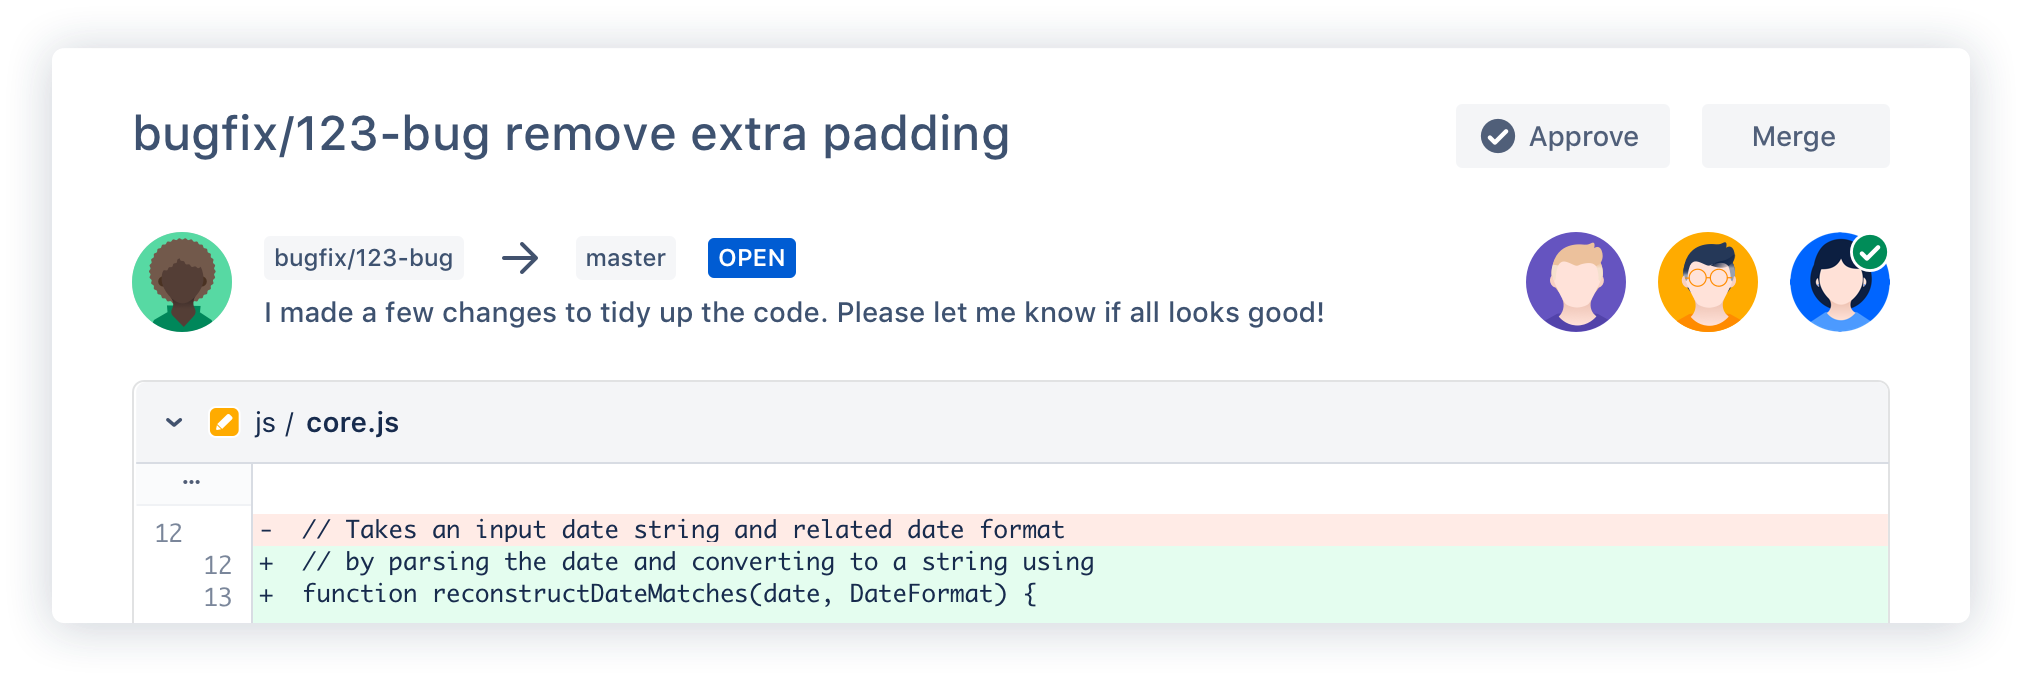 bugfix/123-bug remove extra padding
Approve
Merge
bugfix/123-bug
master
OPEN
I made a few changes to tidy up the code. Please let me know if all looks good!
js / core.js
...
12 - // Takes an input date string and related date format
12 + // by parsing the date and converting to a string using
13 + function reconstructDateMatches(date, DateFormat) {